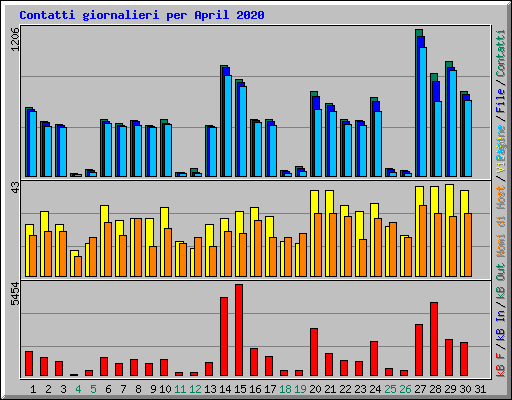 Contatti giornalieri per April 2020
1206
43
5454
kB F / kB In / kB Out Nomi di Host / Pagine / File / Contatti
1 2 3 4 5 6 7 8 9 10 11 12 13 14 15 16 17 18 19 20 21 22 23 24 25 26 27 28 29 30 31